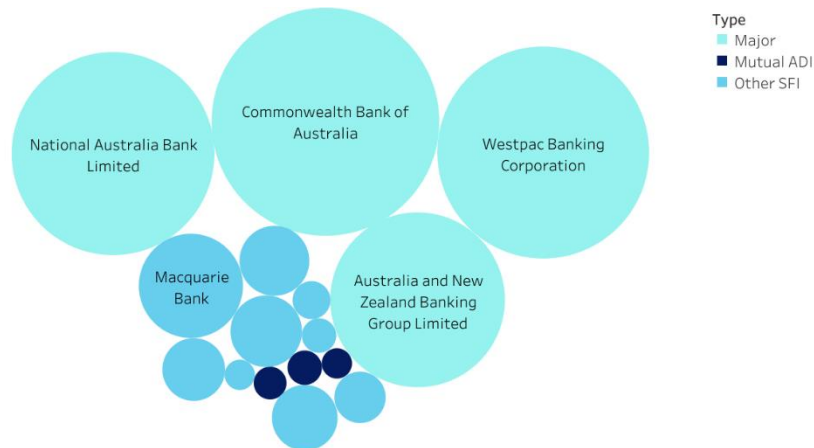 Type
Major
Mutual ADI
Other SFI
Commonwealth Bank of
Australia
National Australia Bank
Limited
Westpac Banking
Corporation
Macquarie
Bank
Australia and New
Zealand Banking
Group Limited